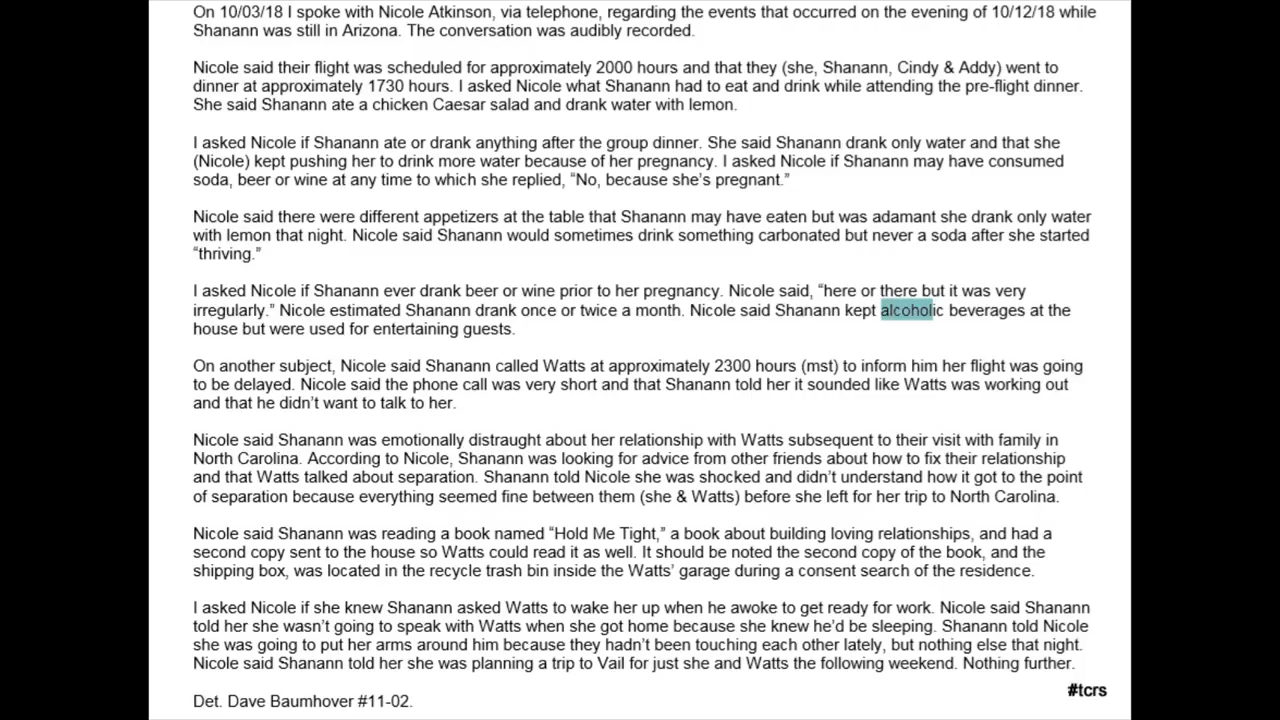 On 10/03/18 I spoke with Nicole Atkinson, via telephone, regarding the events that occurred on the evening of 10/12/18 while
Shanann was still in Arizona. The conversation was audibly recorded.
Nicole said their flight was scheduled for approximately 2000 hours and that they (she, Shanann, Cindy & Addy) went to
dinner at approximately 1730 hours. I asked Nicole what Shanann had to eat and drink while attending the pre-flight dinner.
She said Shanann ate a chicken Caesar salad and drank water with lemon.
I asked Nicole if Shanann ate or drank anything after the group dinner. She said Shanann drank only water and that she
(Nicole) kept pushing her to drink more water because of her pregnancy. I asked Nicole if Shanann may have consumed
soda, beer or wine at any time to which she replied, “No, because she’s pregnant.”
Nicole said there were different appetizers at the table that Shanann may have eaten but was adamant she drank only water
with lemon that night. Nicole said Shanann would sometimes drink something carbonated but never a soda after she started
“thriving.”
I asked Nicole if Shanann ever drank beer or wine prior to her pregnancy. Nicole said, “here or there but it was very
irregularly.” Nicole estimated Shanann drank once or twice a month. Nicole said Shanann kept alcoholic beverages at the
house but were used for entertaining guests.
On another subject, Nicole said Shanann called Watts at approximately 2300 hours (mst) to inform him her flight was going
to be delayed. Nicole said the phone call was very short and that Shanann told her it sounded like Watts was working out
and that he didn’t want to talk to her.
Nicole said Shanann was emotionally distraught about her relationship with Watts subsequent to their visit with family in
North Carolina. According to Nicole, Shanann was looking for advice from other friends about how to fix their relationship
and that Watts talked about separation. Shanann told Nicole she was shocked and didn’t understand how it got to the point
of separation because everything seemed fine between them (she & Watts) before she left for her trip to North Carolina.
Nicole said Shanann was reading a book named “Hold Me Tight,” a book about building loving relationships, and had a
second copy sent to the house so Watts could read it as well. It should be noted the second copy of the book, and the
shipping box, was located in the recycle trash bin inside the Watts’ garage during a consent search of the residence.
I asked Nicole if she knew Shanann asked Watts to wake her up when he awoke to get ready for work. Nicole said Shanann
told her she wasn’t going to speak with Watts when she got home because she knew he’d be sleeping. Shanann told Nicole
she was going to put her arms around him because they hadn’t been touching each other lately, but nothing else that night.
Nicole said Shanann told her she was planning a trip to Vail for just she and Watts the following weekend. Nothing further.
#tcrs
Det. Dave Baumhover #11-02.